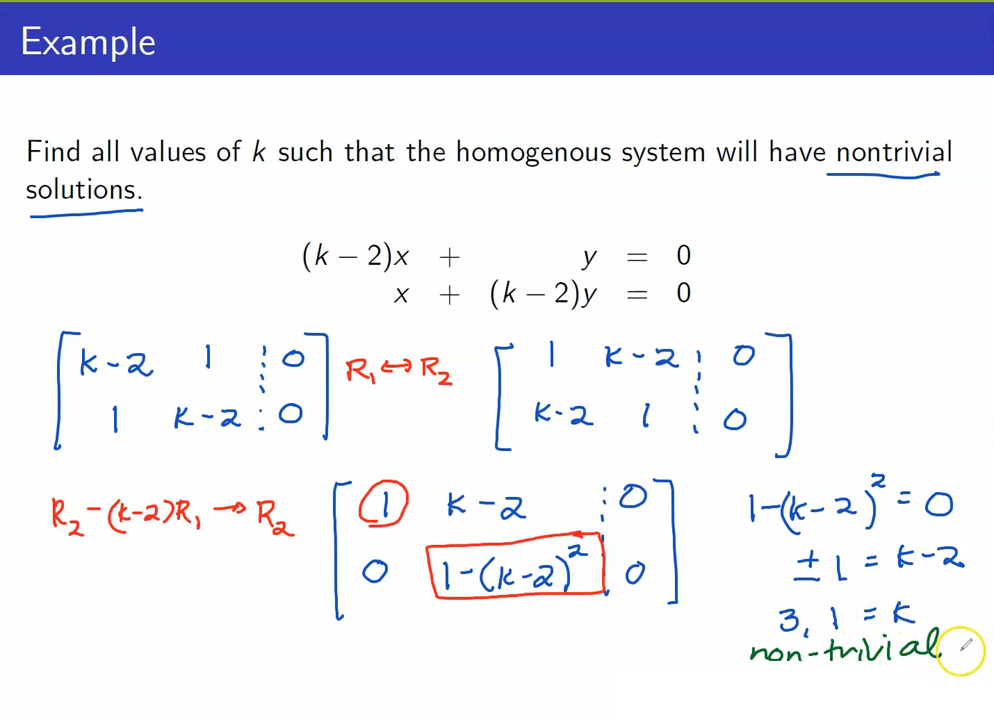 Example
Find all values of k such that the homogenous system will have nontrivial
solutions.
(k − 2)x + y = 0
x + (k − 2)y = 0
k-2 1 0 R₁ ↔ R₂ 1 k-2 0
1 k-2 0 k-2 1 0
R₂ - (k-2)R₁ → R₂ 1 k-2 0 1-(k-2)² = 0
0 1-(k-2)² 0 ± 1 = k-2
3, 1 = k
non-trivial